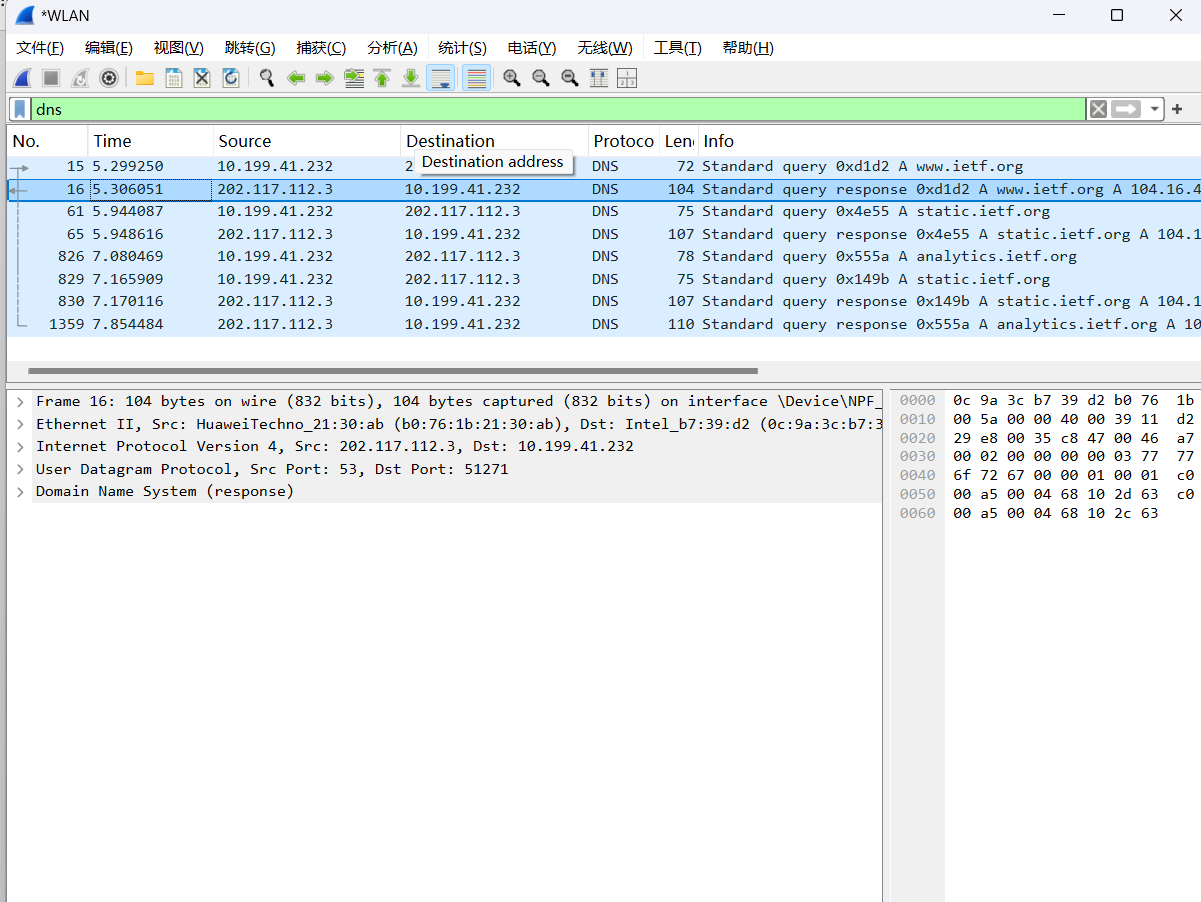 *WLAN
文件(F) 编辑(E) 视图(V) 跳转(G) 捕获(C) 分析(A) 统计(S) 电话(Y) 无线(W) 工具(T) 帮助(H)
dns
No. Time Source Destination Protoco Len Info
15 5.299250 10.199.41.232 2 DNS 72 Standard query 0xd1d2 A www.ietf.org
Destination address
16 5.306051 202.117.112.3 10.199.41.232 DNS 104 Standard query response 0xd1d2 A www.ietf.org A 104.16.4
61 5.944087 10.199.41.232 202.117.112.3 DNS 75 Standard query 0x4e55 A static.ietf.org
65 5.948616 202.117.112.3 10.199.41.232 DNS 107 Standard query response 0x4e55 A static.ietf.org A 104.1
826 7.080469 10.199.41.232 202.117.112.3 DNS 78 Standard query 0x555a A analytics.ietf.org
829 7.165909 10.199.41.232 202.117.112.3 DNS 75 Standard query 0x149b A static.ietf.org
830 7.170116 202.117.112.3 10.199.41.232 DNS 107 Standard query response 0x149b A static.ietf.org A 104.1
1359 7.854484 202.117.112.3 10.199.41.232 DNS 110 Standard query response 0x555a A analytics.ietf.org A 10
Frame 16: 104 bytes on wire (832 bits), 104 bytes captured (832 bits) on interface \Device\NPF_
Ethernet II, Src: HuaweiTechno_21:30:ab (b0:76:1b:21:30:ab), Dst: Intel_b7:39:d2 (0c:9a:3c:b7:3
Internet Protocol Version 4, Src: 202.117.112.3, Dst: 10.199.41.232
User Datagram Protocol, Src Port: 53, Dst Port: 51271
Domain Name System (response)
0000 0c 9a 3c b7 39 d2 b0 76 1b
0010 00 5a 00 00 40 00 39 11 d2
0020 29 e8 00 35 c8 47 00 46 a7
0030 00 02 00 00 00 00 03 77 77
0040 6f 72 67 00 00 01 00 01 c0
0050 00 a5 00 04 68 10 2d 63 c0
0060 00 a5 00 04 68 10 2c 63